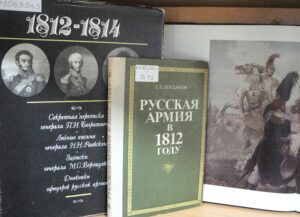 1812-1814
Секретная переписка
генерала П.И. Багратиона
Личные письма
генерала Н.Н. Раевского
Записки
генерала М.С. Воронцова
Дневники
офицеров русской армии
РУССКАЯ
АРМИЯ
В
1812
ГОДУ